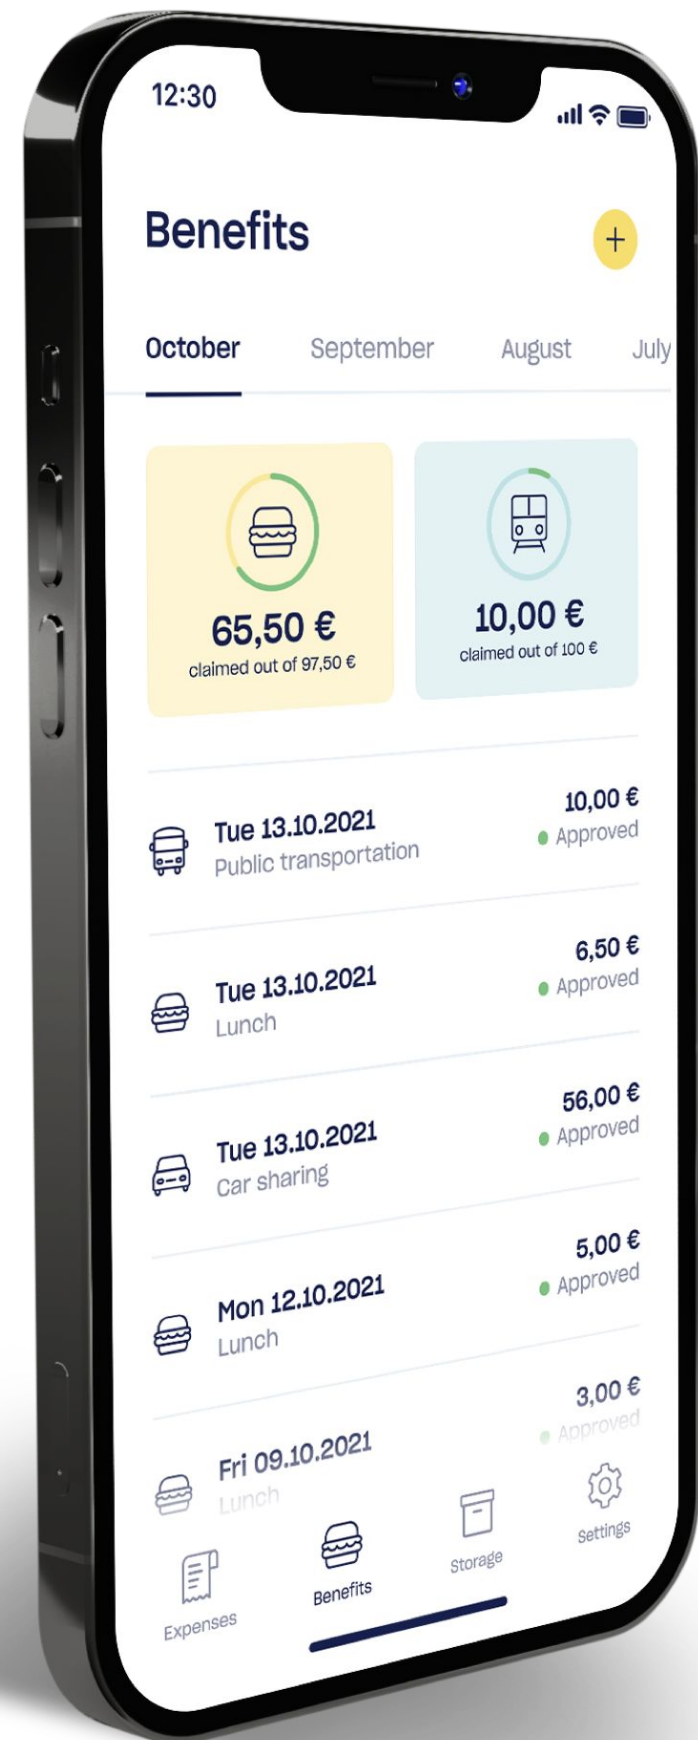 12:30
Benefits
+
October September August July
65,50 €
claimed out of 97,50 €
10,00 €
claimed out of 100 €
Tue 13.10.2021
Public transportation
10,00 €
Approved
Tue 13.10.2021
Lunch
6,50 €
Approved
Tue 13.10.2021
Car sharing
56,00 €
Approved
Mon 12.10.2021
Lunch
5,00 €
Approved
Fri 09.10.2021
Lunch
3,00 €
Approved
Expenses
Benefits
Storage
Settings